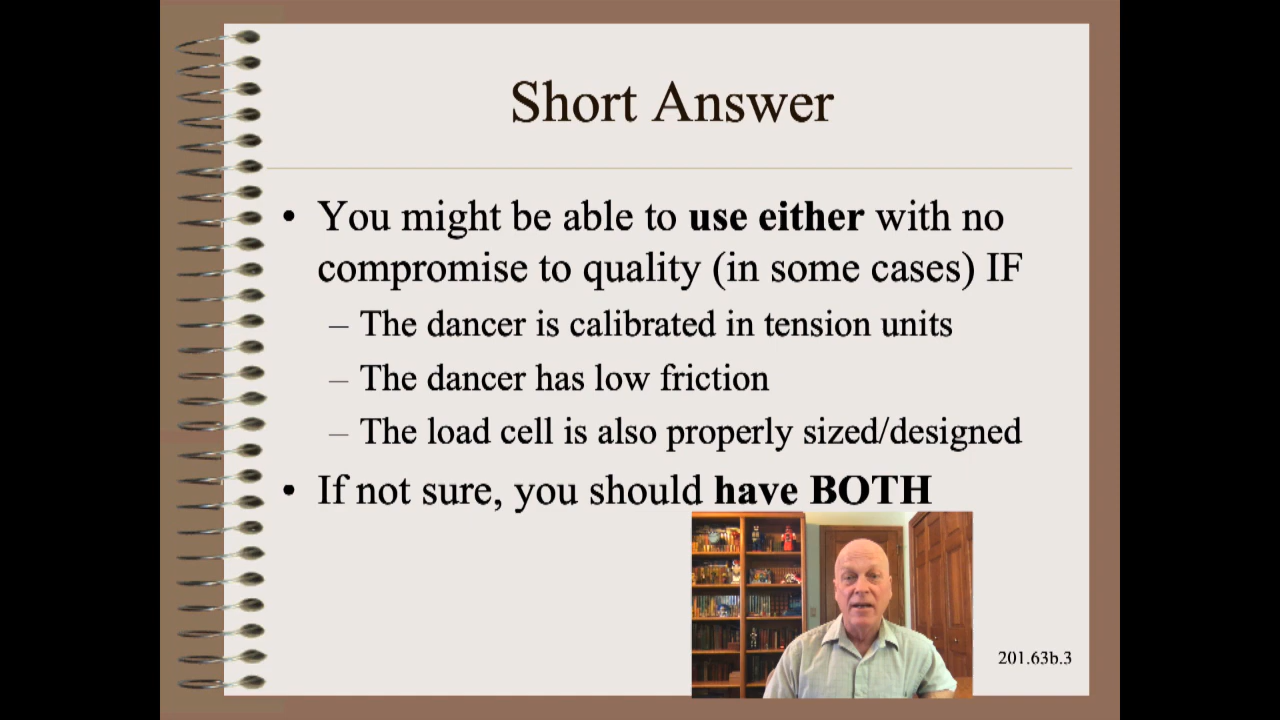 Short Answer
• You might be able to use either with no
compromise to quality (in some cases) IF
– The dancer is calibrated in tension units
– The dancer has low friction
– The load cell is also properly sized/designed
• If not sure, you should have BOTH
201.63b.3